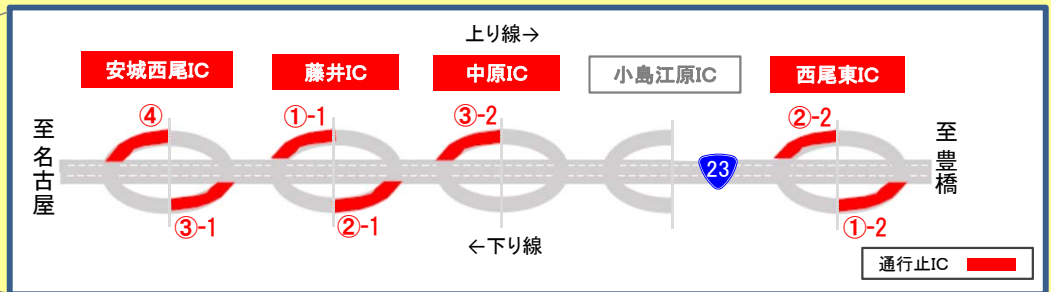 上り線→
安城西尾IC
藤井IC
中原IC
小島江原IC
西尾東IC
④
①-1
③-2
②-2
至名古屋
23
至豊橋
③-1
②-1
①-2
←下り線
通行止IC